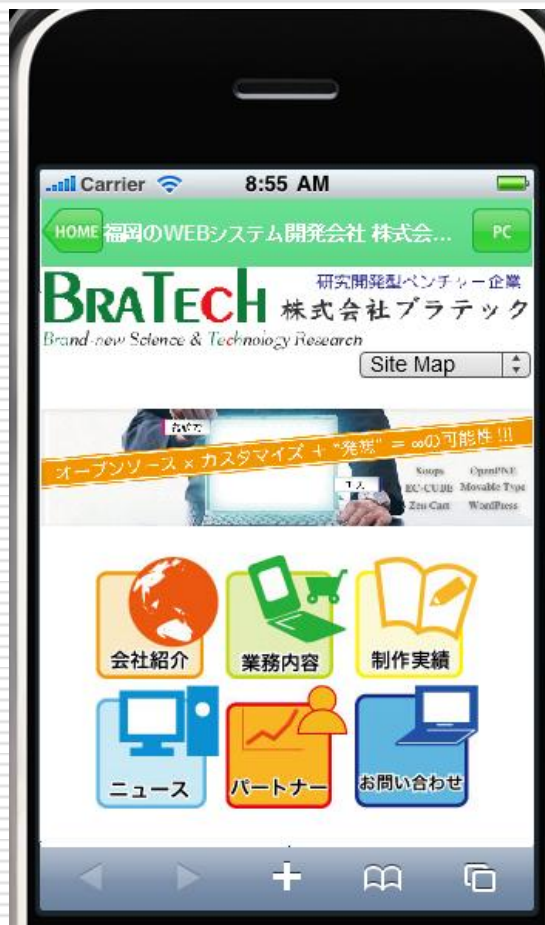 Carrier 8:55 AM
HOME 福岡のWEBシステム開発会社 株式会... PC
研究開発型ベンチャー企業
BRATECH 株式会社ブラテック
Brand-new Science & Technology Research
Site Map
オープンソース × カスタマイズ + "発想" = ∞の可能性 !!!
Xoops OpenPNE
EC-CUBE Movable Type
Zen Cart WordPress
会社紹介 業務内容 制作実績
ニュース パートナー お問い合わせ